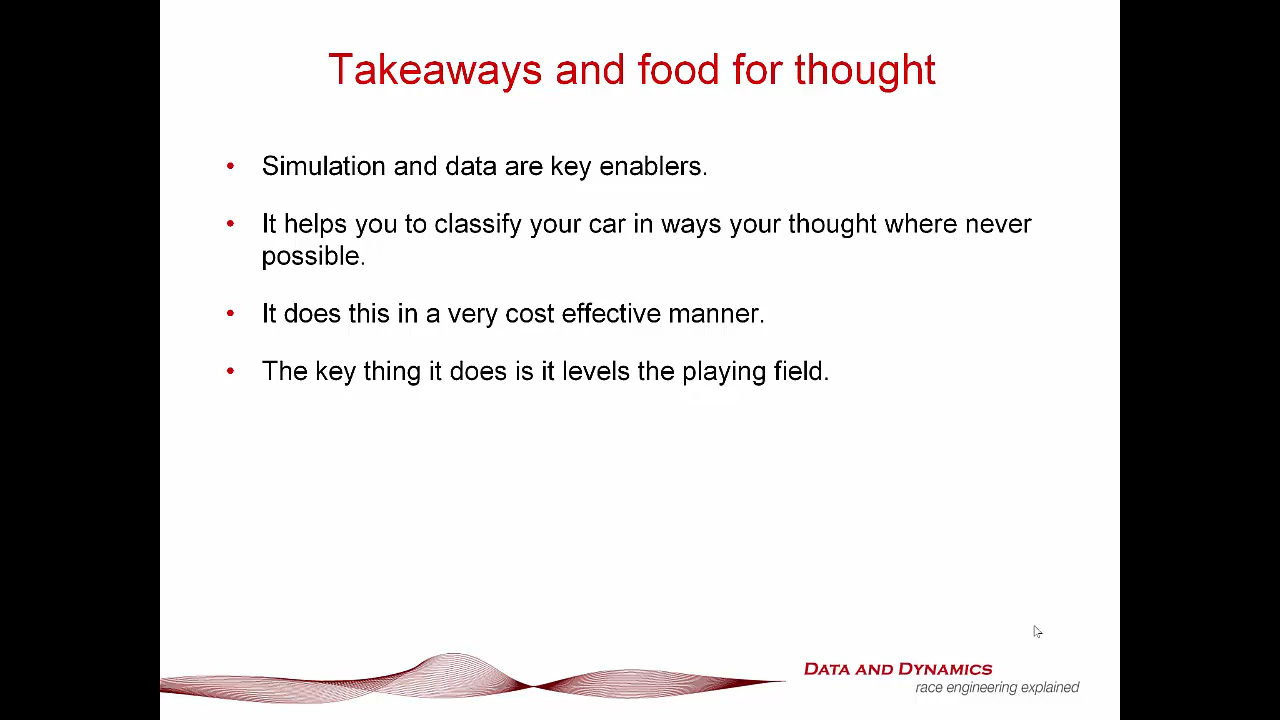 Takeaways and food for thought
• Simulation and data are key enablers.
• It helps you to classify your car in ways your thought where never
possible.
• It does this in a very cost effective manner.
• The key thing it does is it levels the playing field.
DATA AND DYNAMICS
race engineering explained